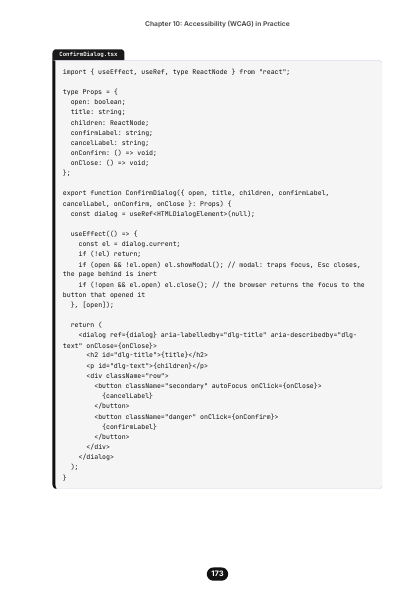 Chapter 10: Accessibility (WCAG) in Practice
ConfirmDialog.tsx
import { useEffect, useRef, type ReactNode } from "react";
type Props = {
  open: boolean;
  title: string;
  children: ReactNode;
  confirmLabel: string;
  cancelLabel: string;
  onConfirm: () => void;
  onClose: () => void;
};
export function ConfirmDialog({ open, title, children, confirmLabel,
cancelLabel, onConfirm, onClose }: Props) {
  const dialog = useRef<HTMLDialogElement>(null);
  useEffect(() => {
    const el = dialog.current;
    if (!el) return;
    if (open && !el.open) el.showModal(); // modal: traps focus, Esc closes,
the page behind is inert
    if (!open && el.open) el.close(); // the browser returns the focus to the
button that opened it
  }, [open]);
  return (
    <dialog ref={dialog} aria-labelledby="dlg-title" aria-describedby="dlg-
text" onClose={onClose}>
      <h2 id="dlg-title">{title}</h2>
      <p id="dlg-text">{children}</p>
      <div className="row">
        <button className="secondary" autoFocus onClick={onClose}>
          {cancelLabel}
        </button>
        <button className="danger" onClick={onConfirm}>
          {confirmLabel}
        </button>
      </div>
    </dialog>
  );
}
173